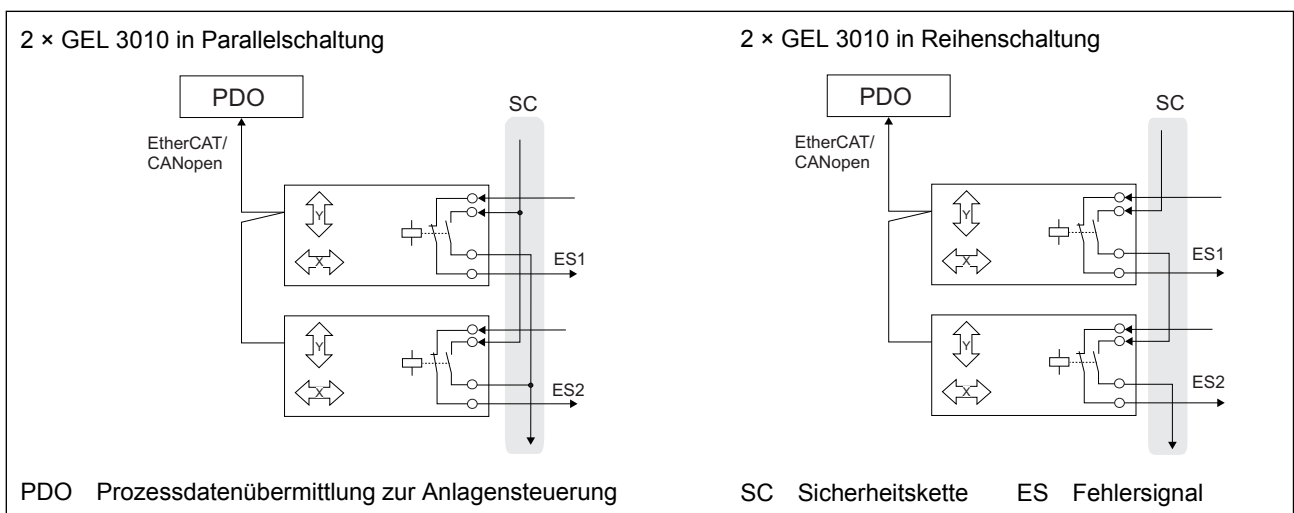 2 × GEL 3010 in Parallelschaltung
PDO
SC
EtherCAT/
CANopen
Y
X
ES1
Y
X
ES2
2 × GEL 3010 in Reihenschaltung
PDO
SC
EtherCAT/
CANopen
Y
X
ES1
Y
X
ES2
PDO Prozessdatenübermittlung zur Anlagensteuerung
SC Sicherheitskette ES Fehlersignal